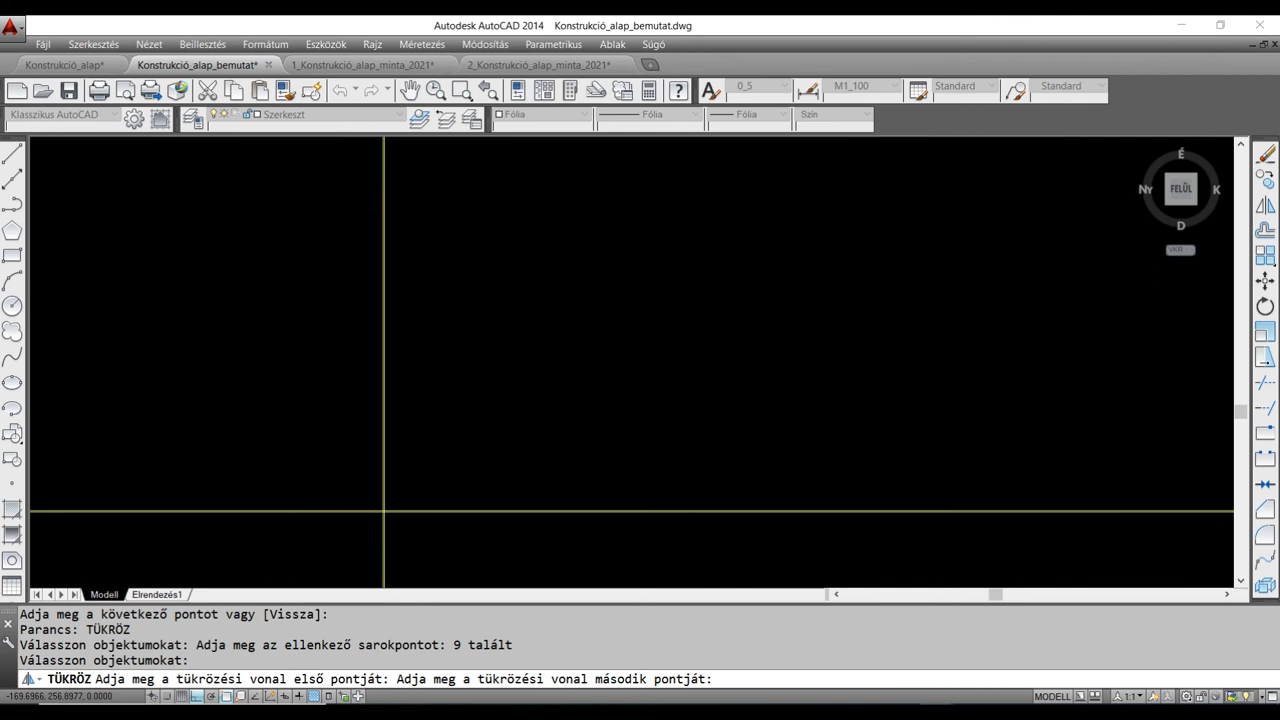 Autodesk AutoCAD 2014 Konstrukció_alap_bemutat.dwg
Fájl Szerkesztés Nézet Beillesztés Formátum Eszközök Rajz Méretezés Módosítás Parametrikus Ablak Súgó
Konstrukció_alap* Konstrukció_alap_bemutat* 1_Konstrukció_alap_minta_2021* 2_Konstrukció_alap_minta_2021*
0_5 M1_100 Standard Standard
Klasszikus AutoCAD Szerkeszt Fólia Fólia Fólia Szín
É
NY FELÜL K
D
VKR
Modell Elrendezés1
Adja meg a következő pontot vagy [Vissza]:
Parancs: TÜKRÖZ
Válasszon objektumokat: Adja meg az ellenkező sarokpontot: 9 talált
Válasszon objektumokat:
TÜKRÖZ Adja meg a tükrözési vonal első pontját: Adja meg a tükrözési vonal második pontját:
-169.6966, 256.8977, 0.0000 MODELL 1:1